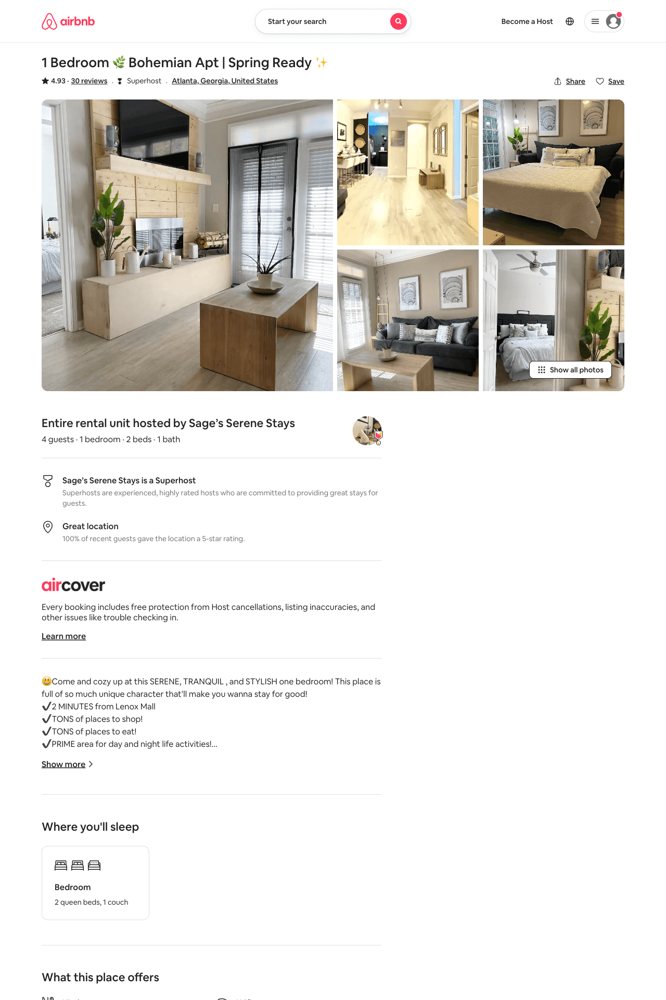 airbnb
Start your search
Become a Host
1 Bedroom 🌿 Bohemian Apt | Spring Ready ✨
4.93 · 30 reviews · Superhost · Atlanta, Georgia, United States
Share
Save
Show all photos
Entire rental unit hosted by Sage’s Serene Stays
4 guests · 1 bedroom · 2 beds · 1 bath
Sage’s Serene Stays is a Superhost
Superhosts are experienced, highly rated hosts who are committed to providing great stays for
guests.
Great location
100% of recent guests gave the location a 5-star rating.
aircover
Every booking includes free protection from Host cancellations, listing inaccuracies, and
other issues like trouble checking in.
Learn more
😃Come and cozy up at this SERENE, TRANQUIL , and STYLISH one bedroom! This place is
full of so much unique character that’ll make you wanna stay for good!
✔2 MINUTES from Lenox Mall
✔TONS of places to shop!
✔TONS of places to eat!
✔PRIME area for day and night life activities!...
Show more
Where you'll sleep
Bedroom
2 queen beds, 1 couch
What this place offers